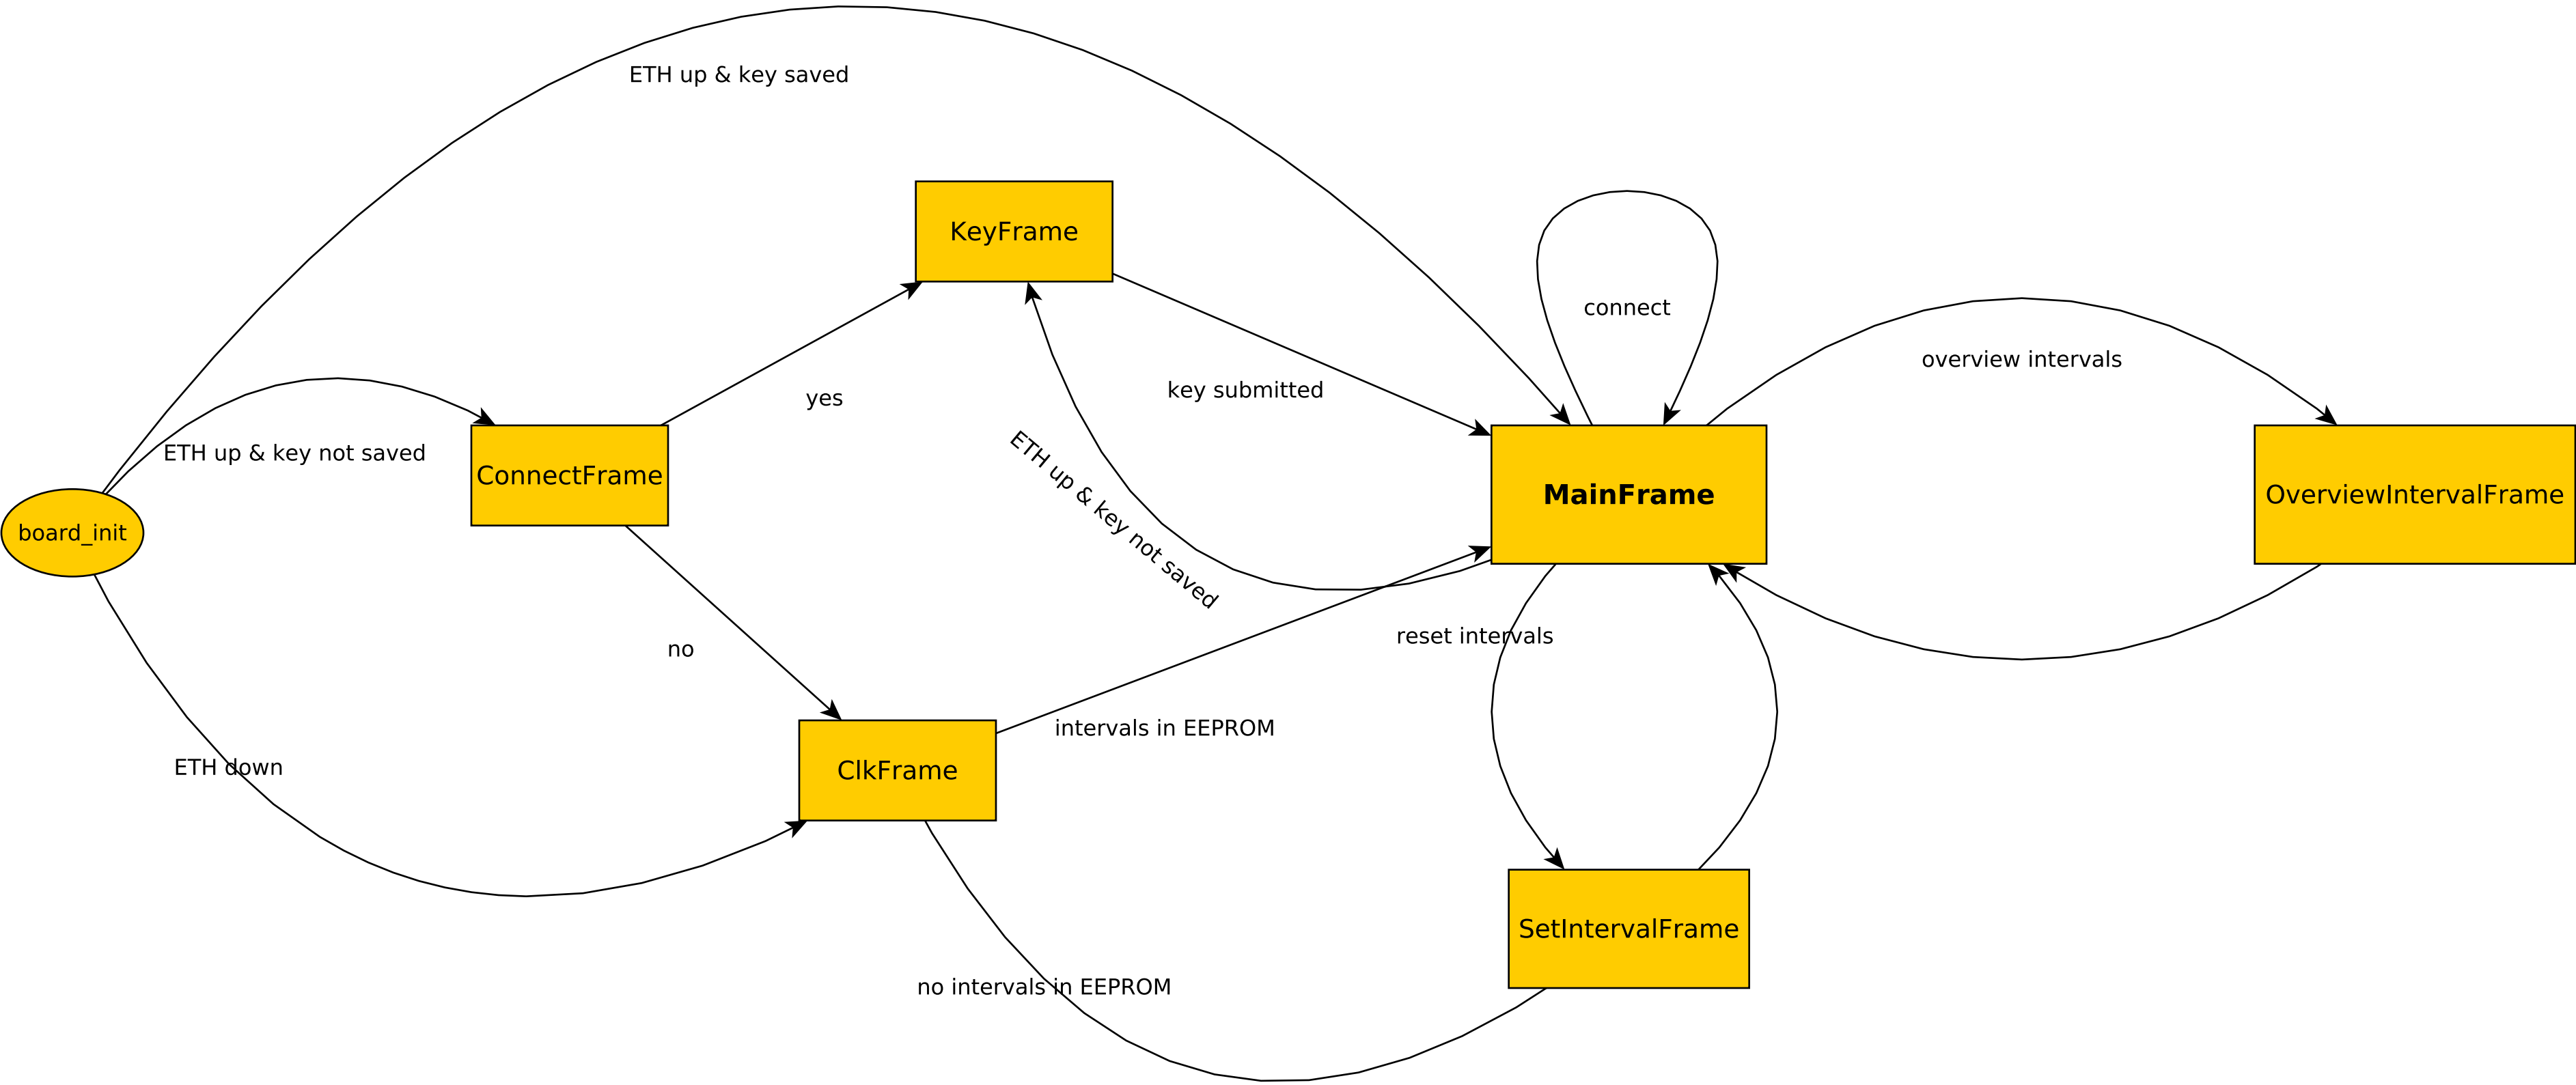 ETH up & key saved
KeyFrame
connect
overview intervals
yes
key submitted
ETH up & key not saved
ConnectFrame
MainFrame
OverviewIntervalFrame
board_init
ETH up & key not saved
no
reset intervals
intervals in EEPROM
ETH down
ClkFrame
SetIntervalFrame
no intervals in EEPROM